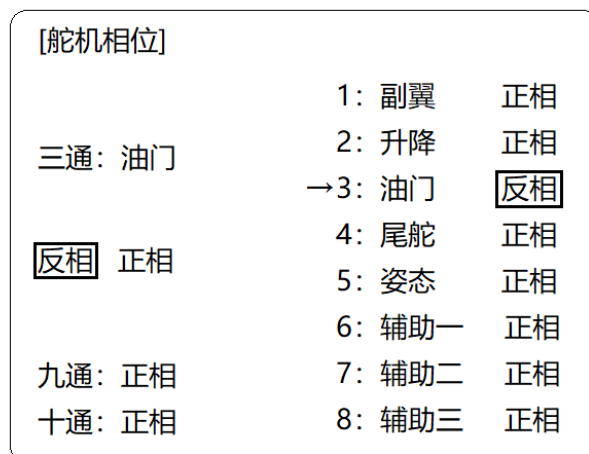 [舵机相位]
三通：油门
反相 正相
九通：正相
十通：正相
1：副翼 正相
2：升降 正相
→3：油门 反相
4：尾舵 正相
5：姿态 正相
6：辅助一 正相
7：辅助二 正相
8：辅助三 正相